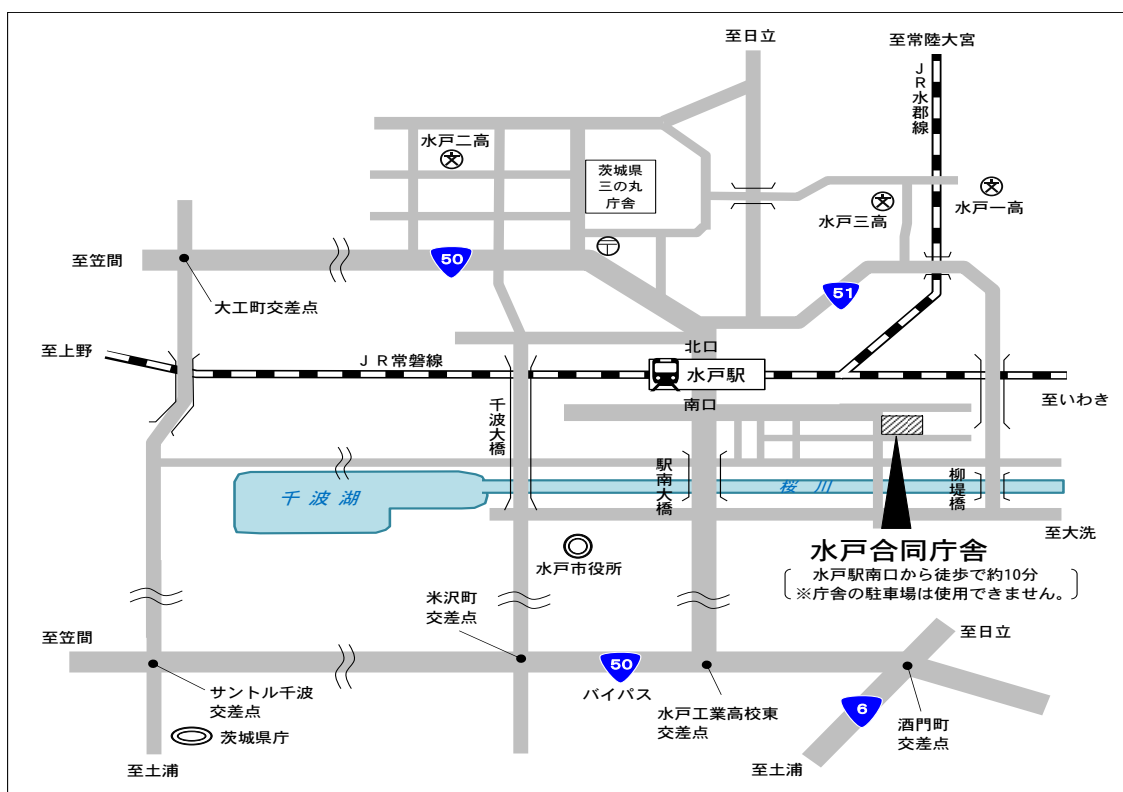 至日立
至常陸大宮
JR水郡線
水戸二高
茨城県
三の丸
庁舎
水戸三高
水戸一高
至笠間
50
51
大工町交差点
至上野
JR常磐線
北口
水戸駅
南口
至いわき
千波大橋
駅南大橋
柳堤橋
千波湖
桜川
至大洗
水戸市役所
水戸合同庁舎
水戸駅南口から徒歩で約10分
※庁舎の駐車場は使用できません。
米沢町
交差点
至笠間
至日立
50
バイパス
サントル千波
交差点
水戸工業高校東
交差点
6
酒門町
交差点
茨城県庁
至土浦
至土浦